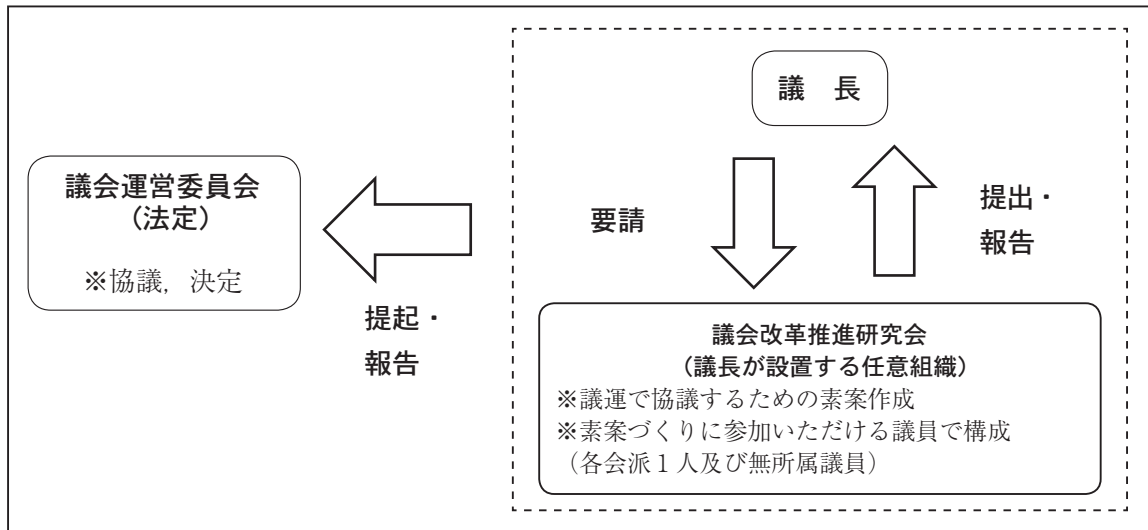 議　長
議会運営委員会
（法定）
※協議，決定
提起・
報告
要請
提出・
報告
議会改革推進研究会
（議長が設置する任意組織）
※議運で協議するための素案作成
※素案づくりに参加いただける議員で構成
（各会派１人及び無所属議員）